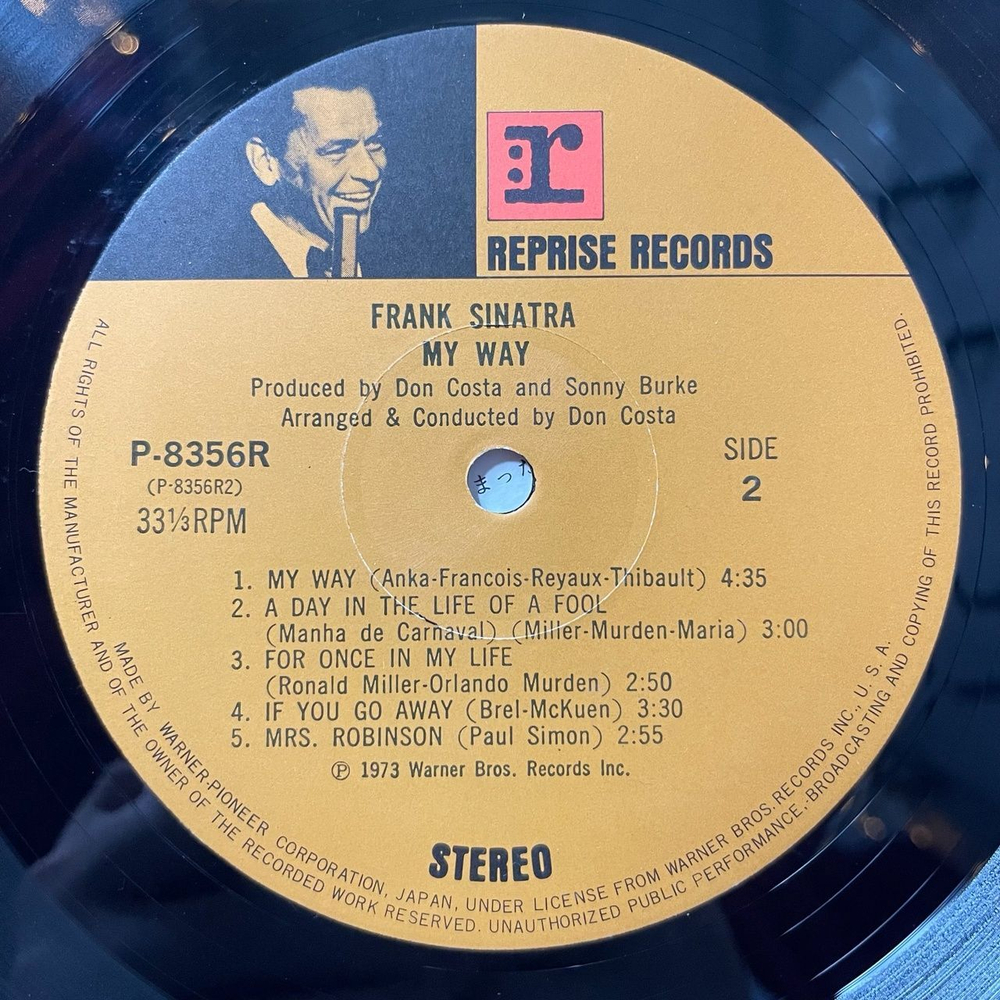 r
REPRISE RECORDS
FRANK SINATRA
MY WAY
Produced by Don Costa and Sonny Burke
Arranged & Conducted by Don Costa
P-8356R
(P-8356R2)
33⅓RPM
SIDE
2
まった
1. MY WAY (Anka-Francois-Reyaux-Thibault) 4:35
2. A DAY IN THE LIFE OF A FOOL
(Manha de Carnaval) (Miller-Murden-Maria) 3:00
3. FOR ONCE IN MY LIFE
(Ronald Miller-Orlando Murden) 2:50
4. IF YOU GO AWAY (Brel-McKuen) 3:30
5. MRS. ROBINSON (Paul Simon) 2:55
Ⓟ 1973 Warner Bros. Records Inc.
STEREO
MADE BY WARNER-PIONEER CORPORATION, JAPAN, UNDER LICENSE FROM WARNER BROS. RECORDS INC., U. S. A.
ALL RIGHTS OF THE MANUFACTURER AND OF THE OWNER OF THE RECORDED WORK RESERVED. UNAUTHORIZED PUBLIC PERFORMANCE, BROADCASTING AND COPYING OF THIS RECORD PROHIBITED.